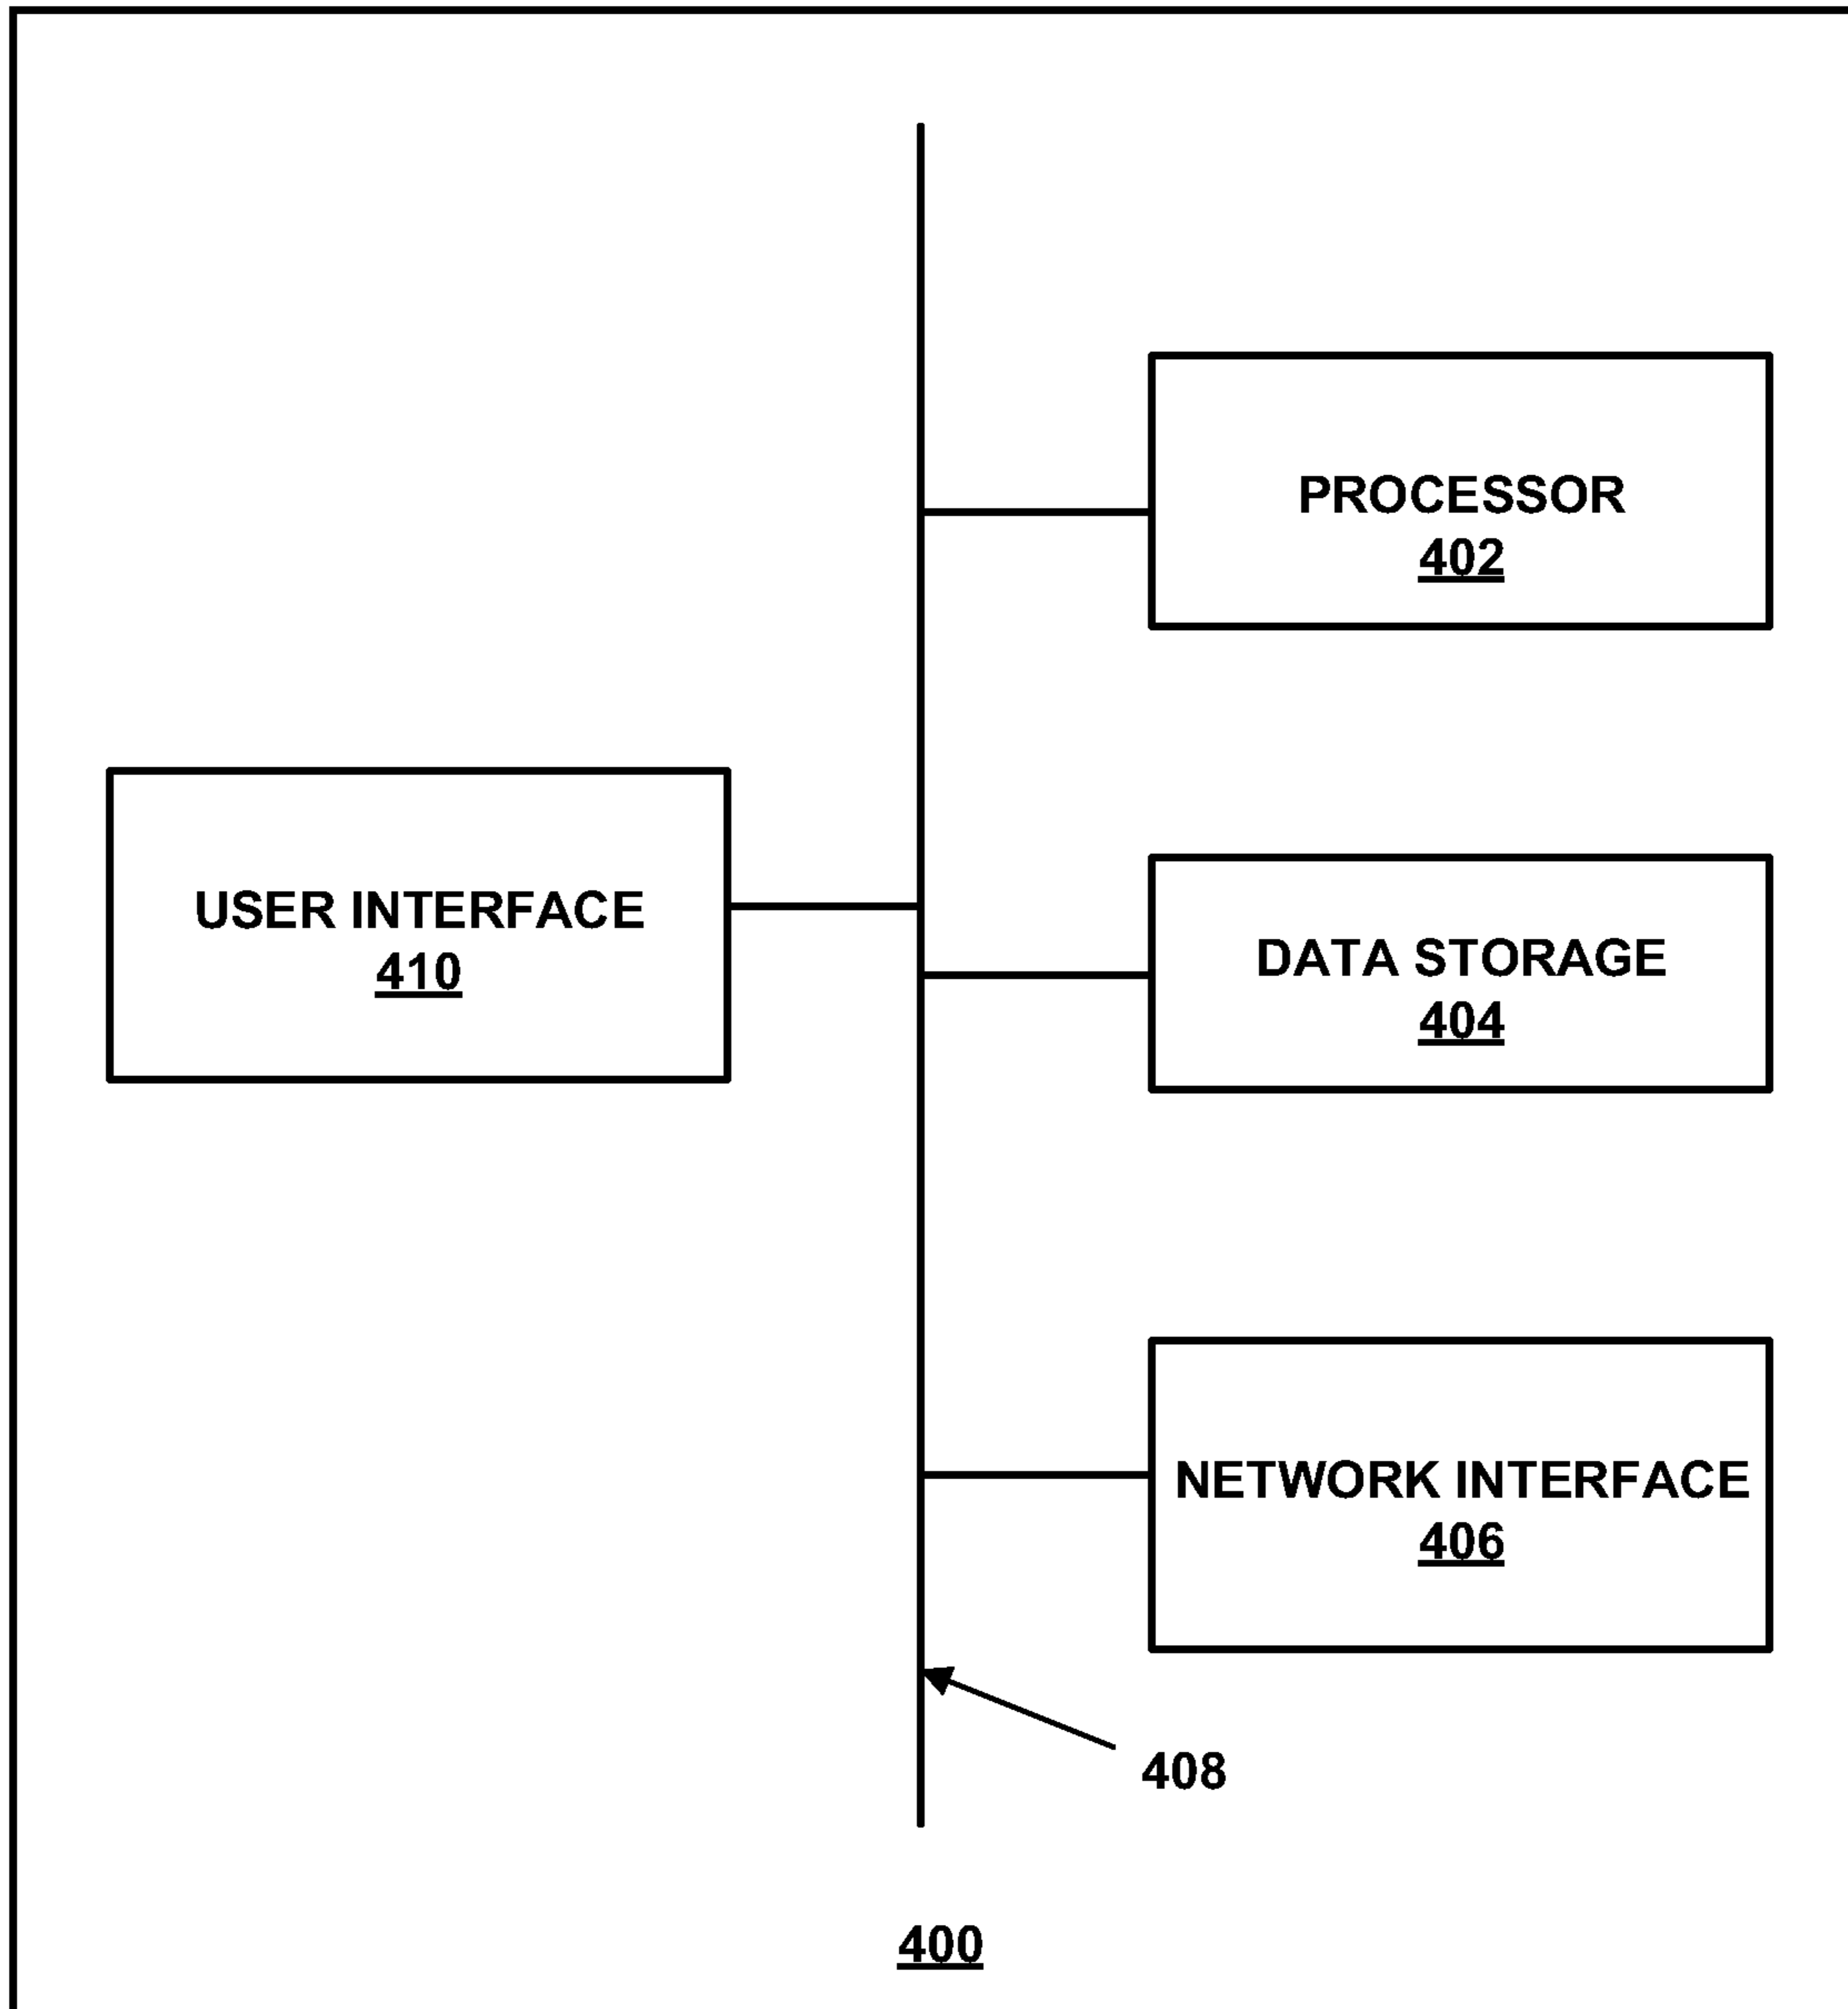 PROCESSOR
402
USER INTERFACE
410
DATA STORAGE
404
NETWORK INTERFACE
406
408
400